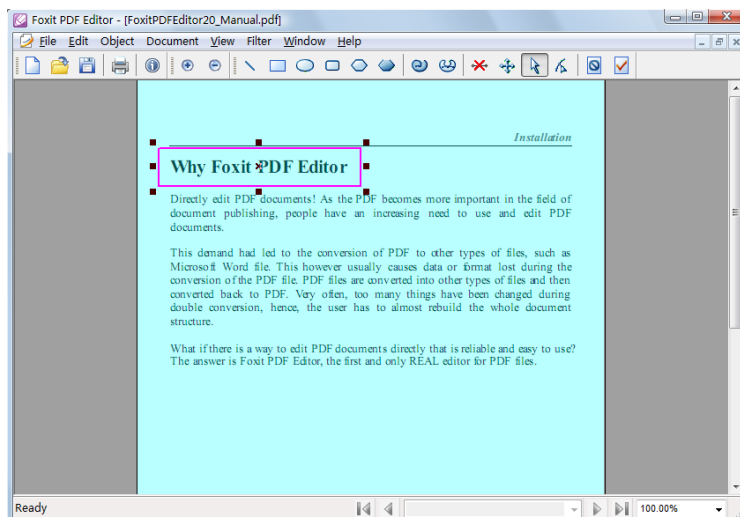 Foxit PDF Editor - [FoxitPDFEditor20_Manual.pdf]
File Edit Object Document View Filter Window Help
Installation
Why Foxit PDF Editor
Directly edit PDF documents! As the PDF becomes more important in the field of
document publishing, people have an increasing need to use and edit PDF
documents.
This demand had led to the conversion of PDF to other types of files, such as
Microsoft Word file. This however usually causes data or format lost during the
conversion of the PDF file. PDF files are converted into other types of files and then
converted back to PDF. Very often, too many things have been changed during
double conversion, hence, the user has to almost rebuild the whole document
structure.
What if there is a way to edit PDF documents directly that is reliable and easy to use?
The answer is Foxit PDF Editor, the first and only REAL editor for PDF files.
Ready
100.00%